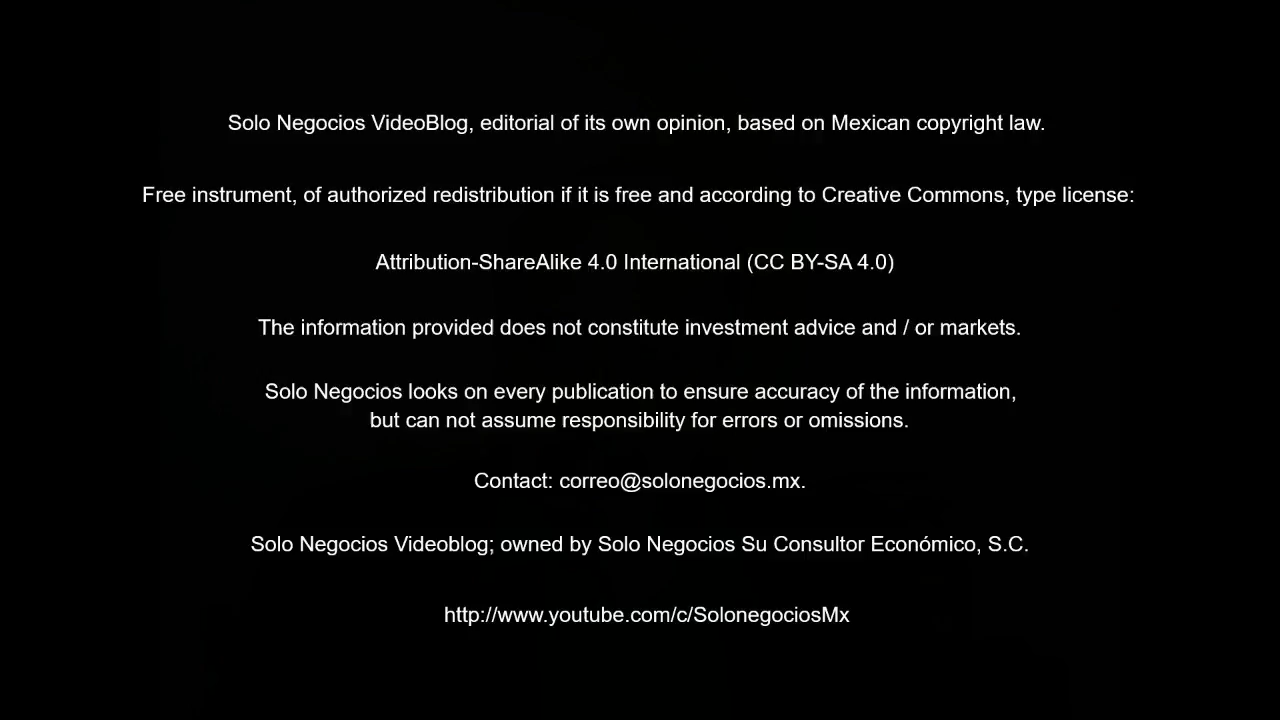 Solo Negocios VideoBlog, editorial of its own opinion, based on Mexican copyright law.
Free instrument, of authorized redistribution if it is free and according to Creative Commons, type license:
Attribution-ShareAlike 4.0 International (CC BY-SA 4.0)
The information provided does not constitute investment advice and / or markets.
Solo Negocios looks on every publication to ensure accuracy of the information,
but can not assume responsibility for errors or omissions.
Contact: correo@solonegocios.mx.
Solo Negocios Videoblog; owned by Solo Negocios Su Consultor Económico, S.C.
http://www.youtube.com/c/SolonegociosMx